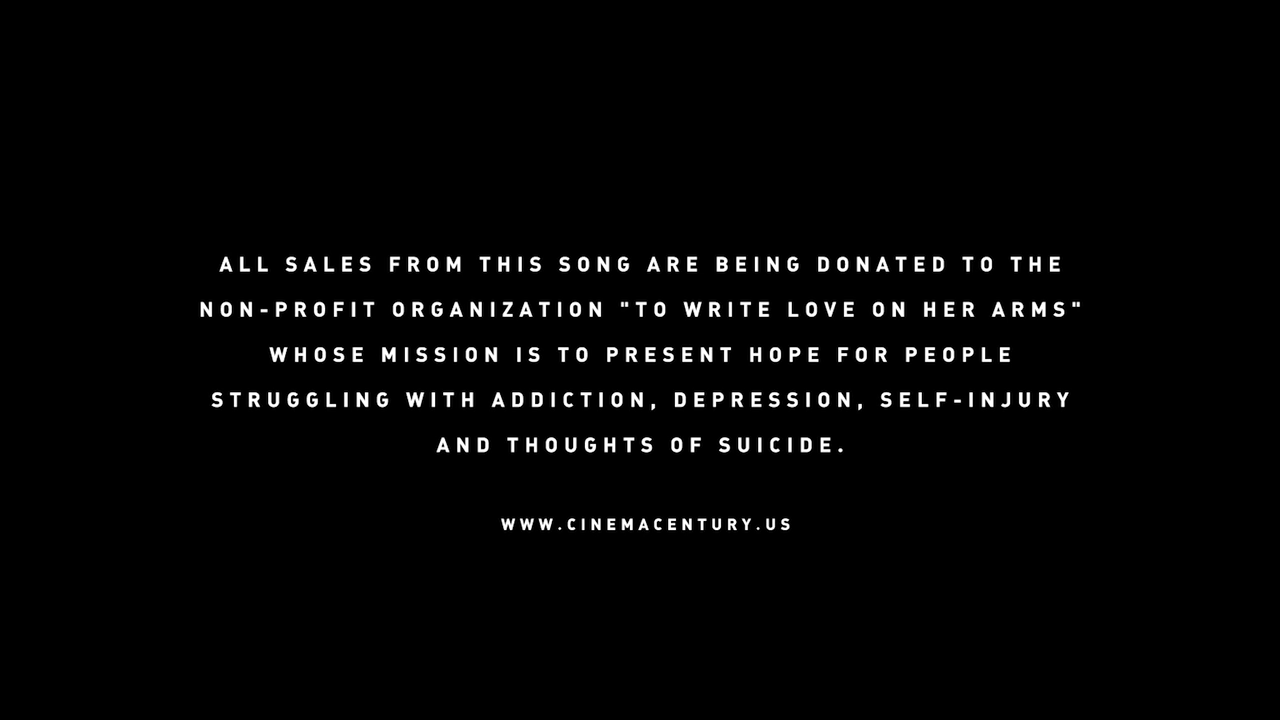 ALL SALES FROM THIS SONG ARE BEING DONATED TO THE
NON-PROFIT ORGANIZATION "TO WRITE LOVE ON HER ARMS"
WHOSE MISSION IS TO PRESENT HOPE FOR PEOPLE
STRUGGLING WITH ADDICTION, DEPRESSION, SELF-INJURY
AND THOUGHTS OF SUICIDE.
WWW.CINEMACENTURY.US